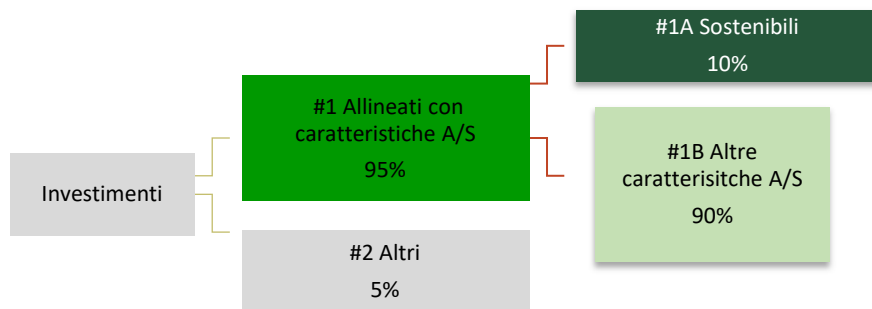 Investimenti
#1 Allineati con
caratteristiche A/S
95%
#2 Altri
5%
#1A Sostenibili
10%
#1B Altre
caratterisitche A/S
90%